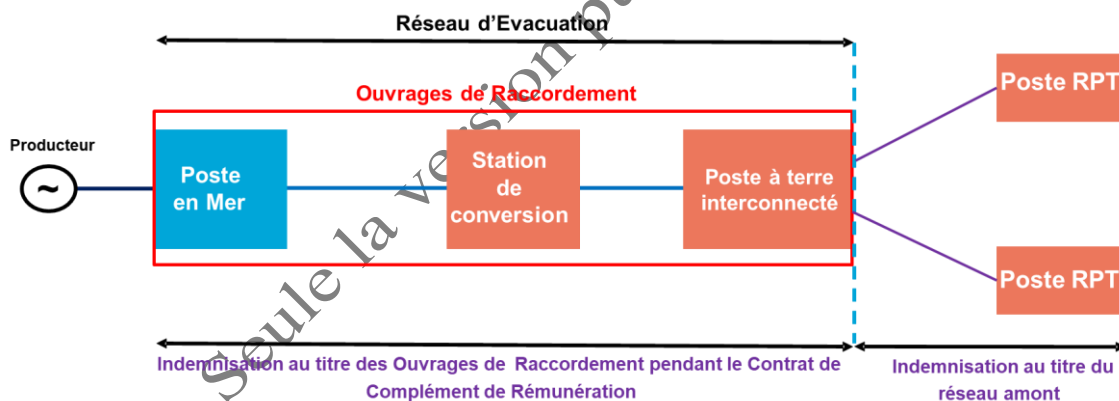 Réseau d'Evacuation
Ouvrages de Raccordement
Poste RPT
Producteur
~
Poste
en Mer
Station
de
conversion
Poste à terre
interconnecté
Poste RPT
Seule la version
Indemnisation au titre des Ouvrages de Raccordement pendant le Contrat de
Complément de Rémunération
Indemnisation au titre du
réseau amont